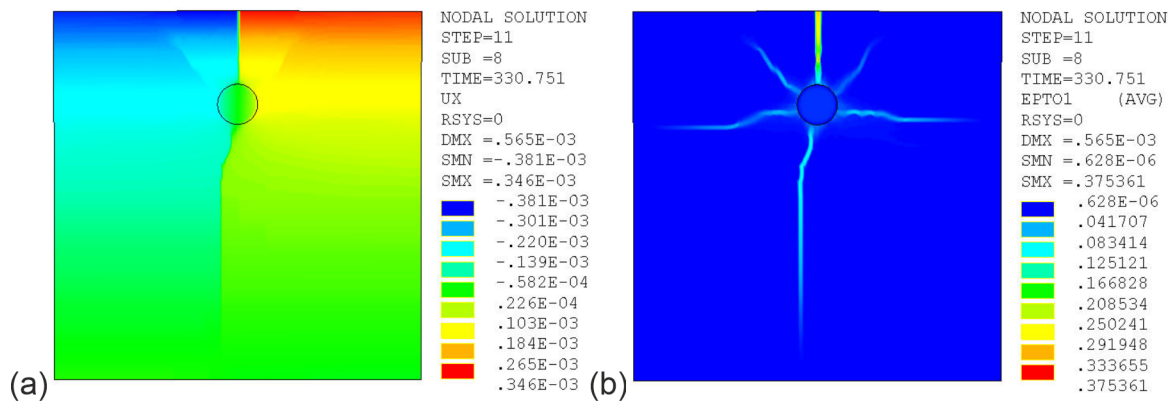 NODAL SOLUTION
STEP=11
SUB =8
TIME=330.751
UX
RSYS=0
DMX =.565E-03
SMN =-.381E-03
SMX =.346E-03
-.381E-03
-.301E-03
-.220E-03
-.139E-03
-.582E-04
.226E-04
.103E-03
.184E-03
.265E-03
.346E-03
(a)
NODAL SOLUTION
STEP=11
SUB =8
TIME=330.751
EPTO1 (AVG)
RSYS=0
DMX =.565E-03
SMN =.628E-06
SMX =.375361
.628E-06
.041707
.083414
.125121
.166828
.208534
.250241
.291948
.333655
.375361
(b)